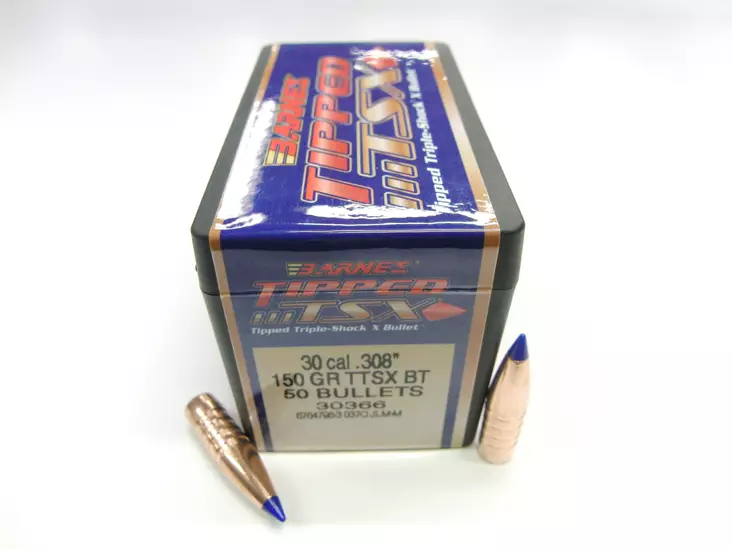 BARNES
TIPPED
TSX
Tipped Triple-Shock X Bullet
BARNES
TIPPED
TSX
Tipped Triple-Shock X Bullet
30 cal .308"
150 GR TTSX BT
50 BULLETS
30366